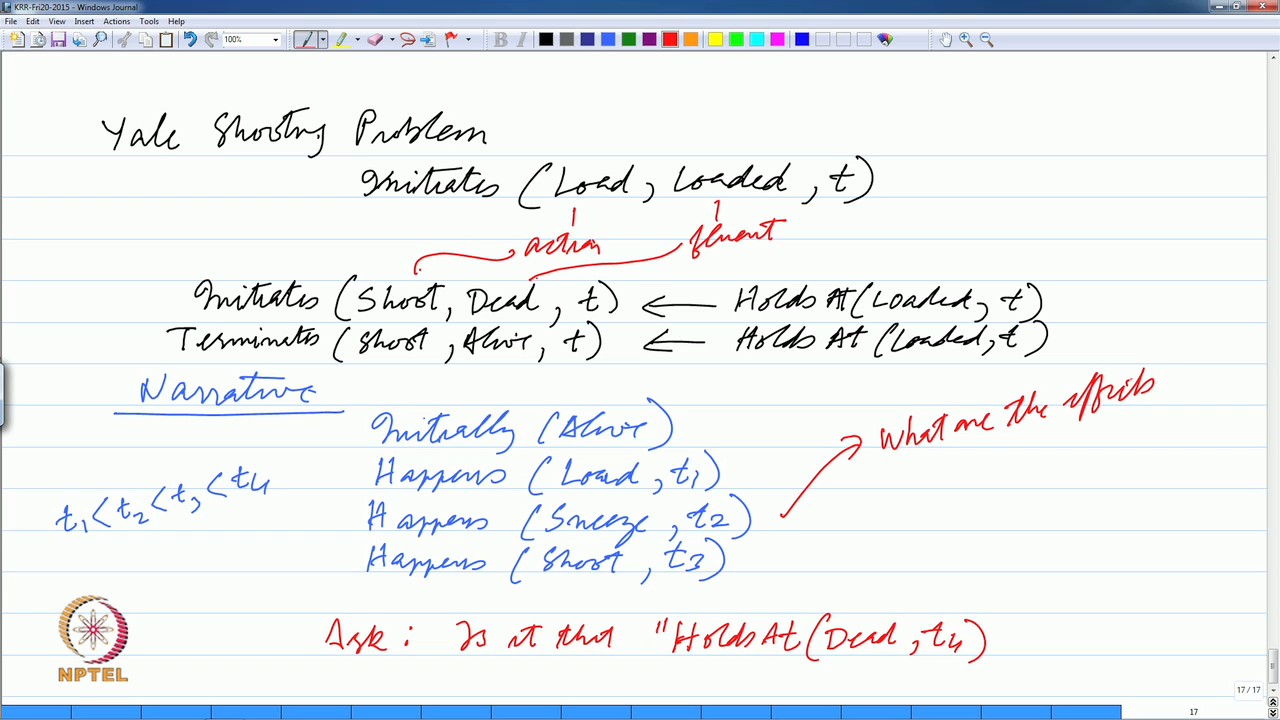 KRR-Fri20-2015 - Windows Journal
File Edit View Insert Actions Tools Help
100%
B I
Yale Shooting Problem
Initiates (Load, Loaded, t)
action fluent
Initiates (Shoot, Dead, t) ← HoldsAt(Loaded, t)
Terminates (Shoot, Alive, t) ← HoldsAt (Loaded, t)
Narrative
Initially (Alive)
What are the effects
Happens (Load, t1)
t1 < t2 < t3 < t4
Happens (Sneeze, t2)
Happens (Shoot, t3)
Ask: Is it that "HoldsAt(Dead, t4)
NPTEL
17 / 17
17